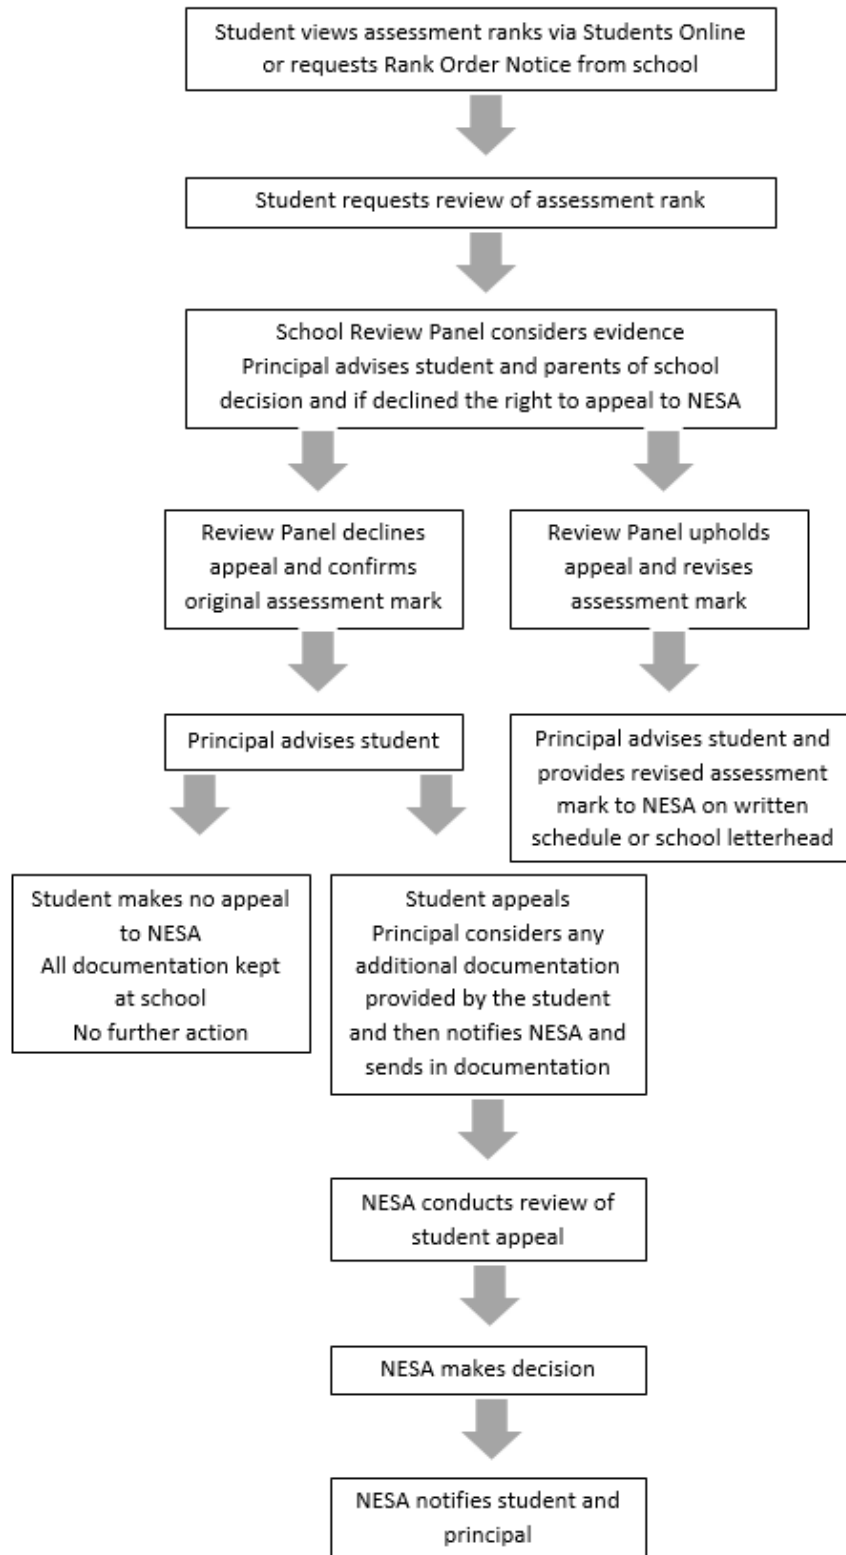 Student views assessment ranks via Students Online
or requests Rank Order Notice from school
Student requests review of assessment rank
School Review Panel considers evidence
Principal advises student and parents of school
decision and if declined the right to appeal to NESA
Review Panel declines
appeal and confirms
original assessment mark
Review Panel upholds
appeal and revises
assessment mark
Principal advises student
Principal advises student and
provides revised assessment
mark to NESA on written
schedule or school letterhead
Student makes no appeal
to NESA
All documentation kept
at school
No further action
Student appeals
Principal considers any
additional documentation
provided by the student
and then notifies NESA and
sends in documentation
NESA conducts review of
student appeal
NESA makes decision
NESA notifies student and
principal